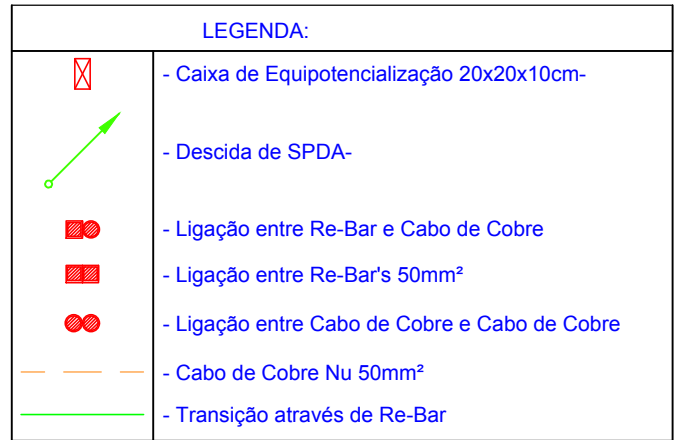 LEGENDA:
- Caixa de Equipotencialização 20x20x10cm-
- Descida de SPDA-
- Ligação entre Re-Bar e Cabo de Cobre
- Ligação entre Re-Bar's 50mm²
- Ligação entre Cabo de Cobre e Cabo de Cobre
- Cabo de Cobre Nu 50mm²
- Transição através de Re-Bar